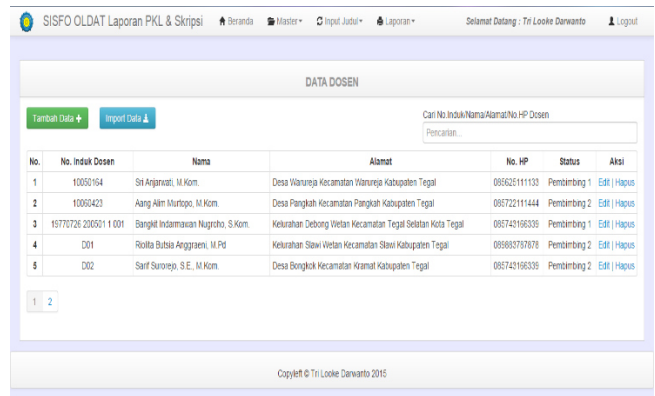 SISFO OLDAT Laporan PKL & Skripsi Beranda Master Input Judul Laporan Selamat Datang : Tri Looke Darwanto Logout
DATA DOSEN
Tambah Data + Import Data
Cari No.Induk/Nama/Alamat/No.HP Dosen
Pencarian...
No. No. Induk Dosen Nama Alamat No. HP Status Aksi
1 10050164 Sri Anjarwati, M.Kom. Desa Warureja Kecamatan Warureja Kabupaten Tegal 085625111133 Pembimbing 1 Edit | Hapus
2 10060423 Aang Alim Murtopo, M.Kom. Desa Pangkah Kecamatan Pangkah Kabupaten Tegal 085722111444 Pembimbing 2 Edit | Hapus
3 19770726 200501 1 001 Bangkit Indarmawan Nugroho, S.Kom. Kelurahan Debong Wetan Kecamatan Tegal Selatan Kota Tegal 085743166339 Pembimbing 1 Edit | Hapus
4 D01 Riolita Butsia Anggraeni, M.Pd Kelurahan Slawi Wetan Kecamatan Slawi Kabupaten Tegal 089883787878 Pembimbing 2 Edit | Hapus
5 D02 Sarif Surorejo, S.E., M.Kom. Desa Bongkok Kecamatan Kramat Kabupaten Tegal 085743166339 Pembimbing 2 Edit | Hapus
1 2
Copyleft © Tri Looke Darwanto 2015